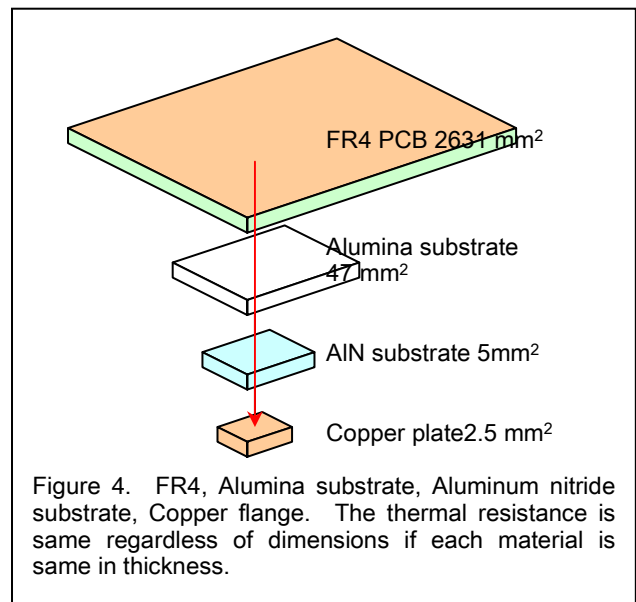 FR4 PCB 2631 mm²
Alumina substrate
47 mm²
AlN substrate 5mm²
Copper plate2.5 mm²
Figure 4. FR4, Alumina substrate, Aluminum nitride
substrate, Copper flange. The thermal resistance is
same regardless of dimensions if each material is
same in thickness.